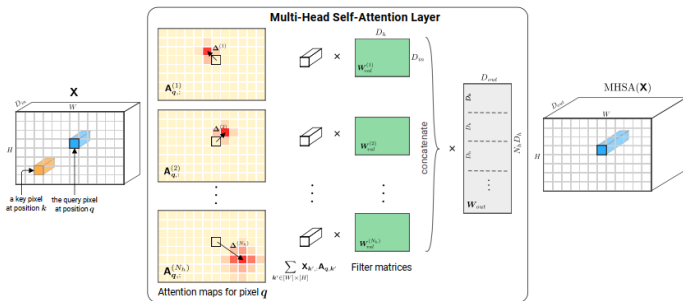 Multi-Head Self-Attention Layer
X
D_in
W
H
a key pixel
at position k
the query pixel
at position q
Δ^(1)
A_q,:^(1)
Δ^(2)
A_q,:^(2)
Δ^(N_h)
A_q,:^(N_h)
Attention maps for pixel q
×
D_h
D_in
W_val^(1)
×
W_val^(2)
×
W_val^(N_h)
∑ X_k',: A_q,k'
k'∈[W]×[H]
Filter matrices
concatenate
×
D_out
D_h
D_h
D_h
N_h D_h
W_out
MHSA(X)
D_out
W
H